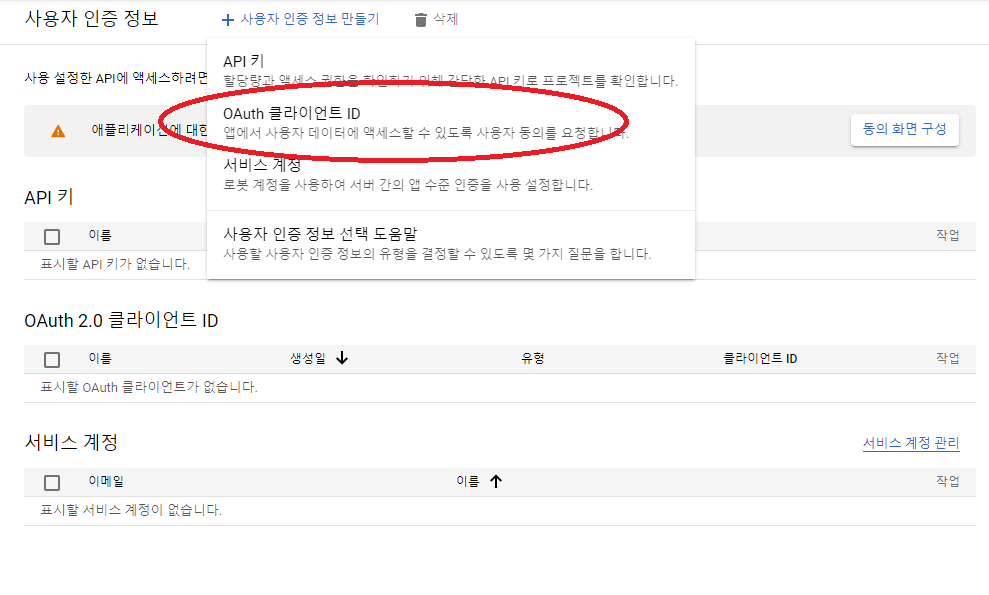 사용자 인증 정보 + 사용자 인증 정보 만들기 삭제
API 키
할당량과 액세스 권한을 확인하기 위해 간단한 API 키로 프로젝트를 확인합니다.
사용 설정한 API에 액세스하려면
OAuth 클라이언트 ID
앱에서 사용자 데이터에 액세스할 수 있도록 사용자 동의를 요청합니다.
애플리케이션에 대한 동의 화면 구성
서비스 계정
로봇 계정을 사용하여 서버 간의 앱 수준 인증을 사용 설정합니다.
사용자 인증 정보 선택 도움말
사용할 사용자 인증 정보의 유형을 결정할 수 있도록 몇 가지 질문을 합니다.
API 키
이름 작업
표시할 API 키가 없습니다.
OAuth 2.0 클라이언트 ID
이름 생성일 유형 클라이언트 ID 작업
표시할 OAuth 클라이언트가 없습니다.
서비스 계정 서비스 계정 관리
이메일 이름 작업
표시할 서비스 계정이 없습니다.